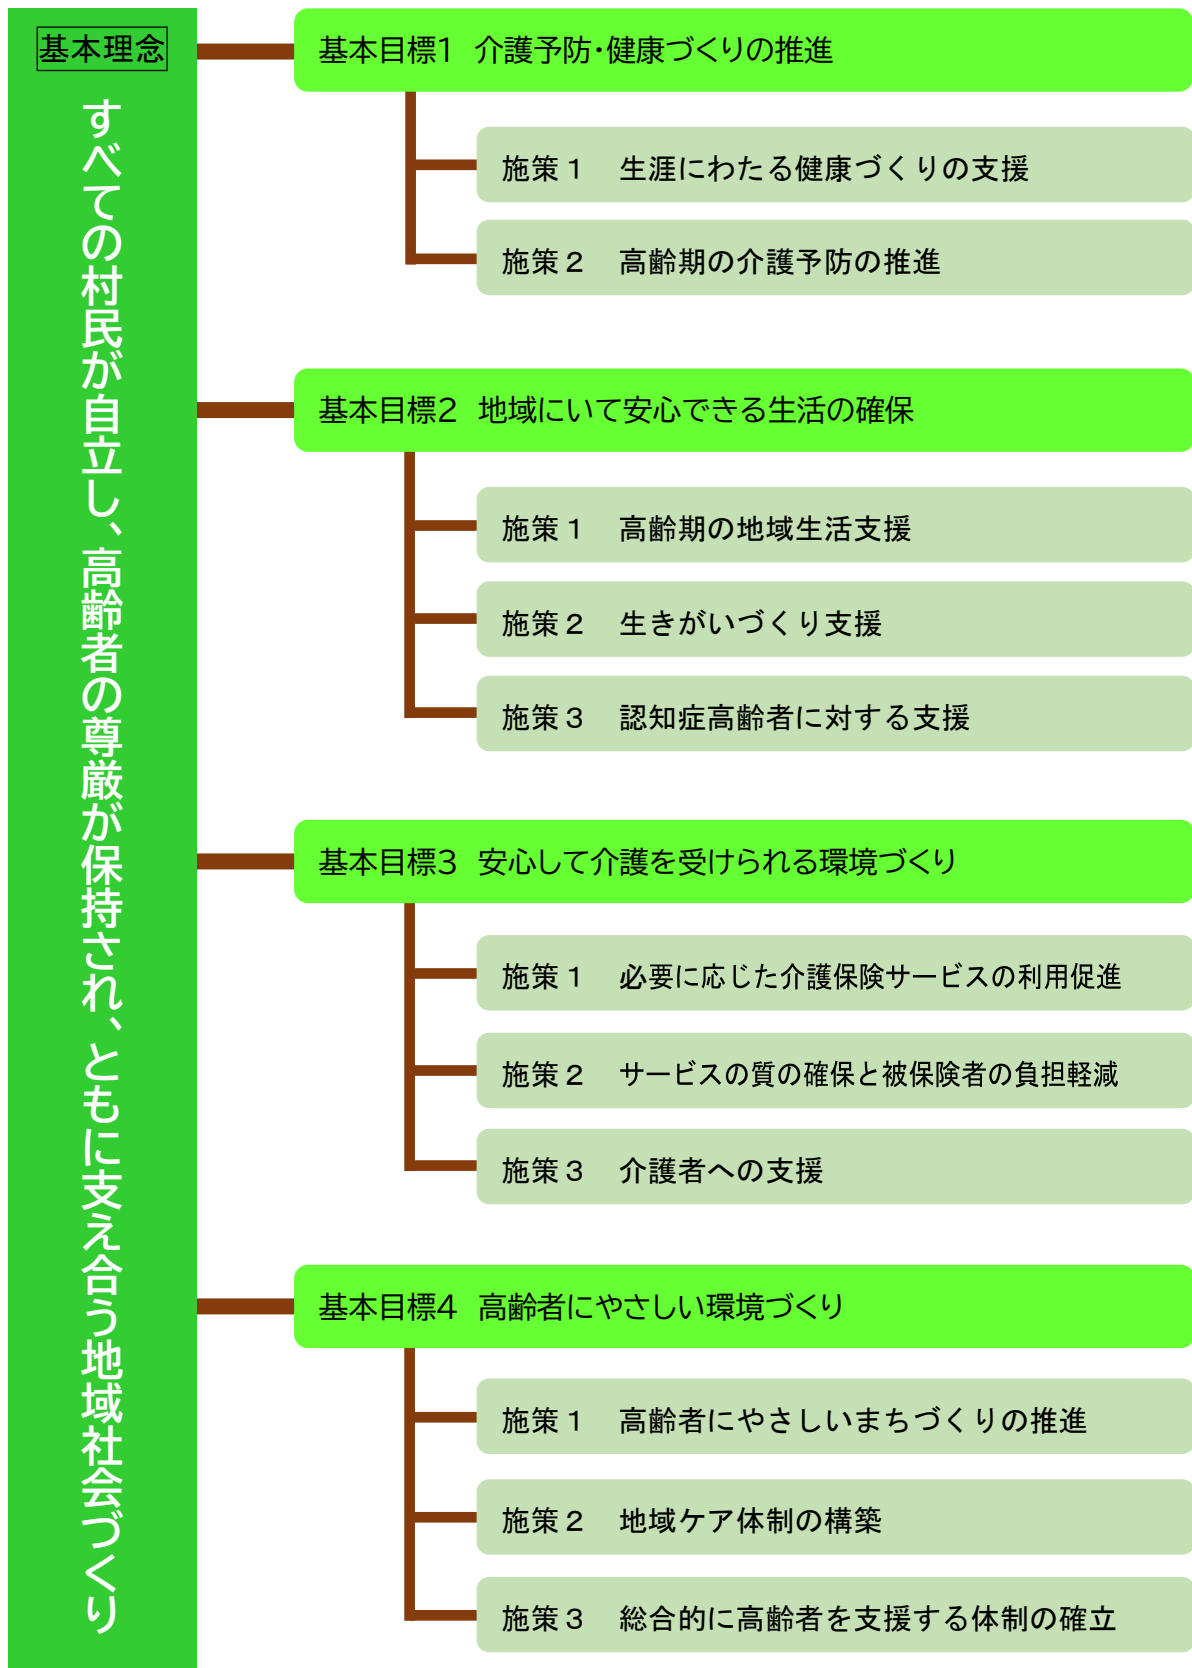 基本理念
すべての村民が自立し、高齢者の尊厳が保持され、ともに支え合う地域社会づくり
基本目標1 介護予防・健康づくりの推進
施策1 生涯にわたる健康づくりの支援
施策2 高齢期の介護予防の推進
基本目標2 地域にいて安心できる生活の確保
施策1 高齢期の地域生活支援
施策2 生きがいづくり支援
施策3 認知症高齢者に対する支援
基本目標3 安心して介護を受けられる環境づくり
施策1 必要に応じた介護保険サービスの利用促進
施策2 サービスの質の確保と被保険者の負担軽減
施策3 介護者への支援
基本目標4 高齢者にやさしい環境づくり
施策1 高齢者にやさしいまちづくりの推進
施策2 地域ケア体制の構築
施策3 総合的に高齢者を支援する体制の確立